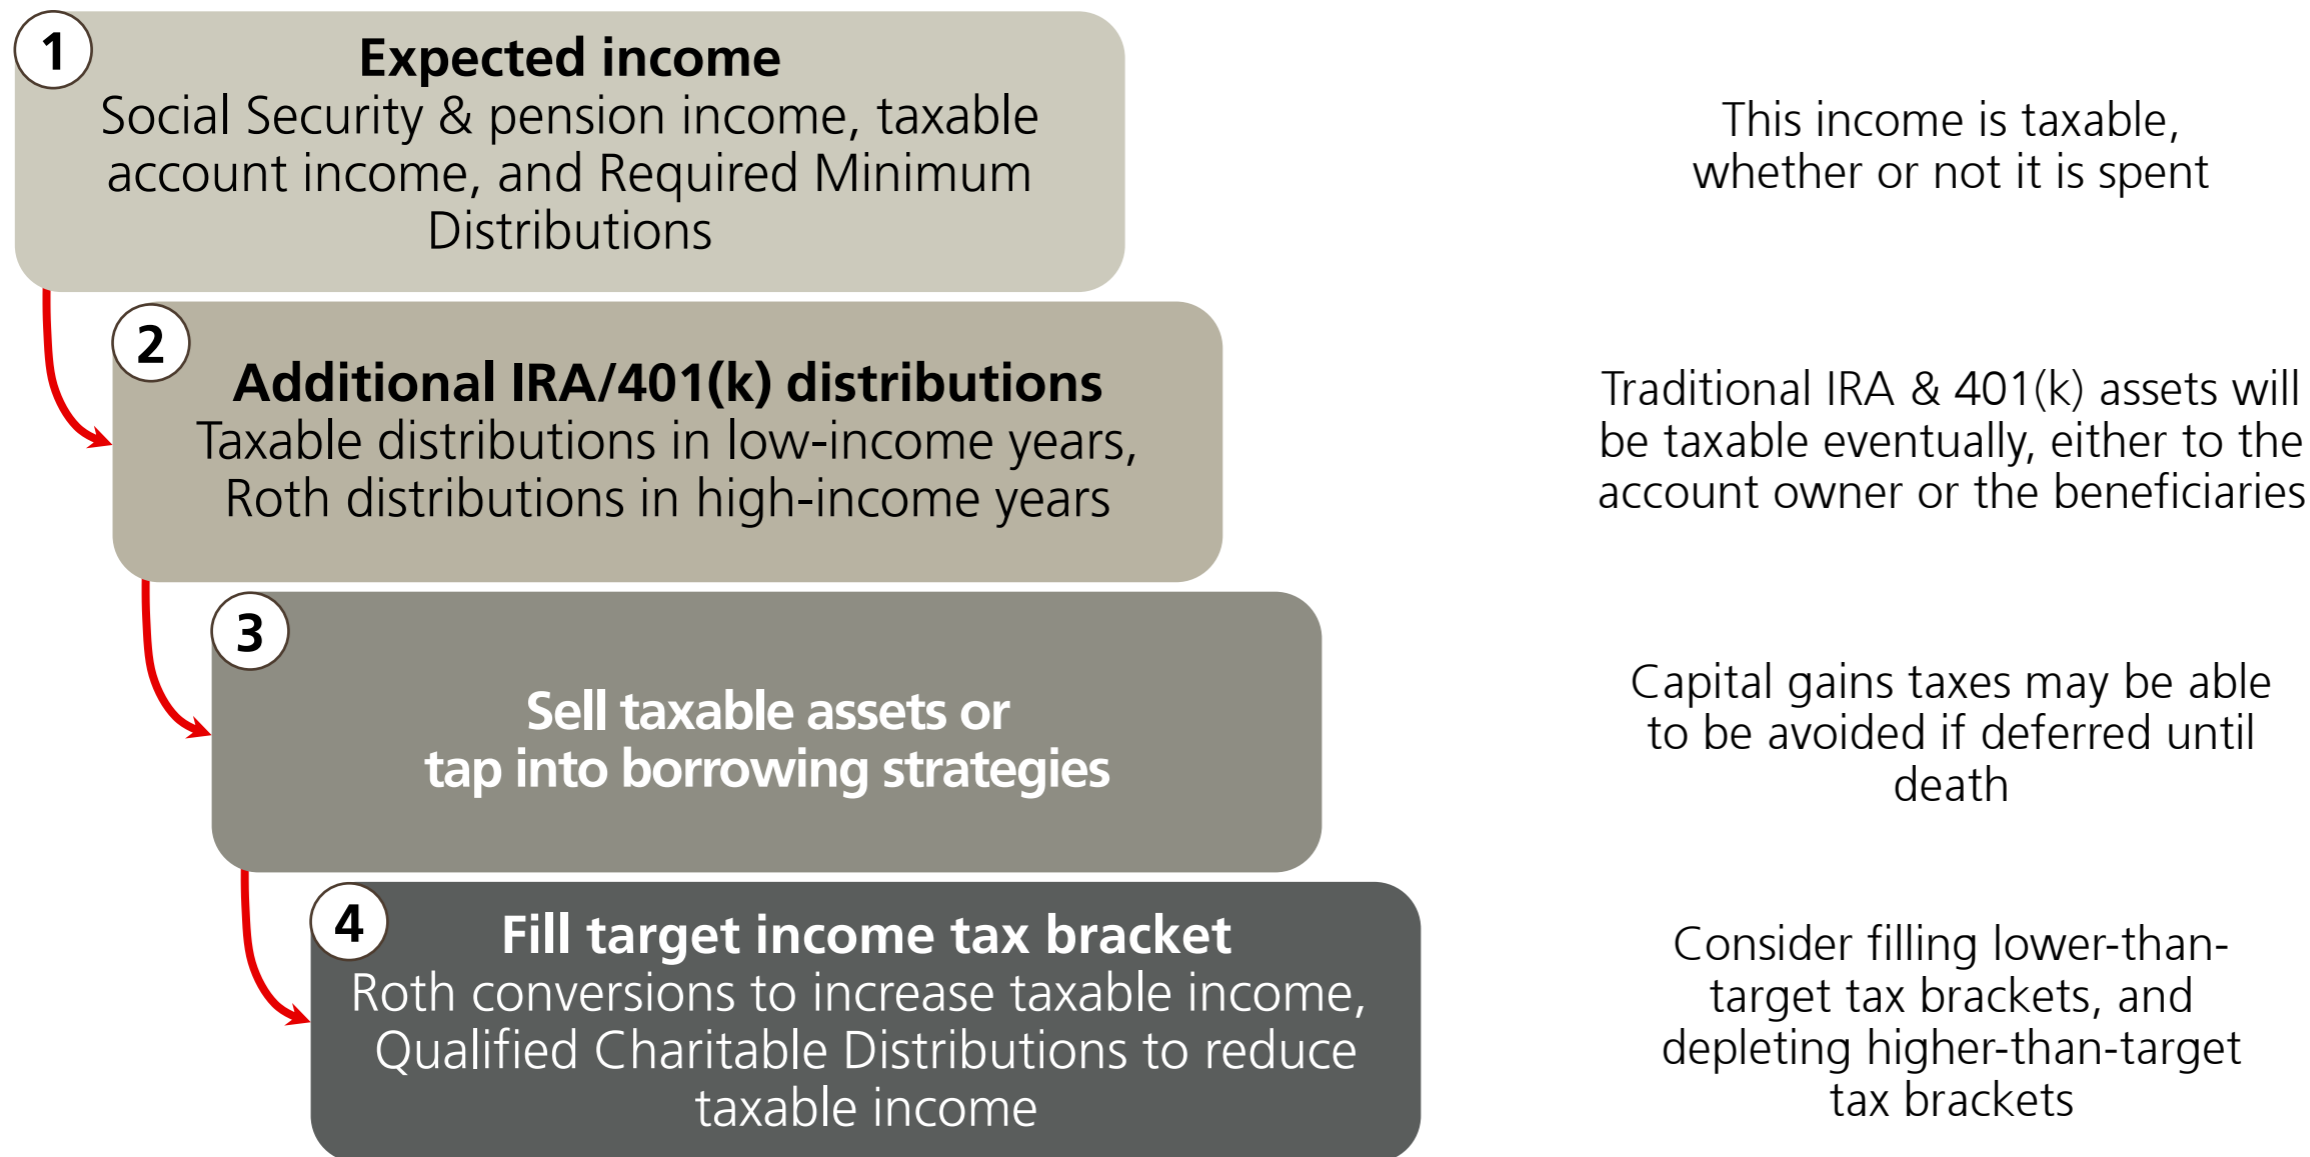 1
Expected income
Social Security & pension income, taxable
account income, and Required Minimum
Distributions
This income is taxable,
whether or not it is spent
2
Additional IRA/401(k) distributions
Taxable distributions in low-income years,
Roth distributions in high-income years
Traditional IRA & 401(k) assets will
be taxable eventually, either to the
account owner or the beneficiaries
3
Sell taxable assets or
tap into borrowing strategies
Capital gains taxes may be able
to be avoided if deferred until
death
4
Fill target income tax bracket
Roth conversions to increase taxable income,
Qualified Charitable Distributions to reduce
taxable income
Consider filling lower-than-
target tax brackets, and
depleting higher-than-target
tax brackets